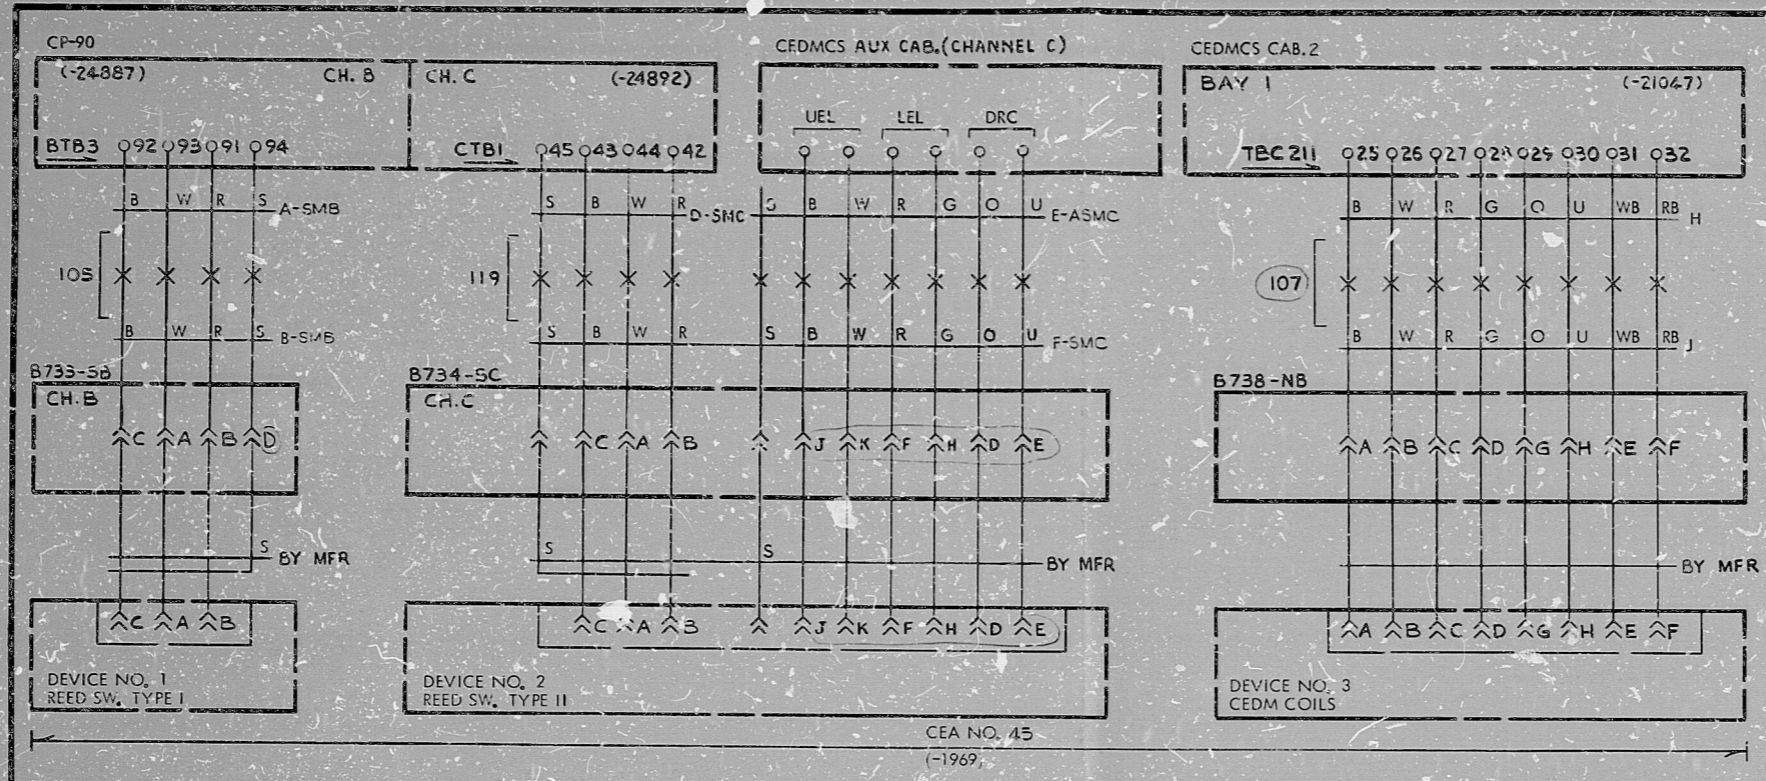 CP-90
CEDMCS AUX CAB. (CHANNEL C)
CEDMCS CAB. 2
(-24887) CH. B
CH. C (-24892)
BAY 1 (-21047)
UEL LEL DRC
BTB3 92 93 91 94
CTB1 45 43 44 42
TBC 211 25 26 27 28 29 30 31 32
B W R S A-SMB
S B W R D-SMC
S B W R G O U E-ASMC
B W R G O U WB RB H
105
119
107
B W R S B-SMB
S B W R S B W R G O U F-SMC
B W R G O U WB RB J
B733-SB
B734-SC
B738-NB
CH. B
CH. C
C A B D
C A B J K F H D E
A B C D G H E F
S BY MFR
S S BY MFR
BY MFR
C A B
C A B J K F H D E
A B C D G H E F
DEVICE NO. 1
REED SW. TYPE I
DEVICE NO. 2
REED SW. TYPE II
DEVICE NO. 3
CEDM COILS
CEA NO. 45
(-1969)